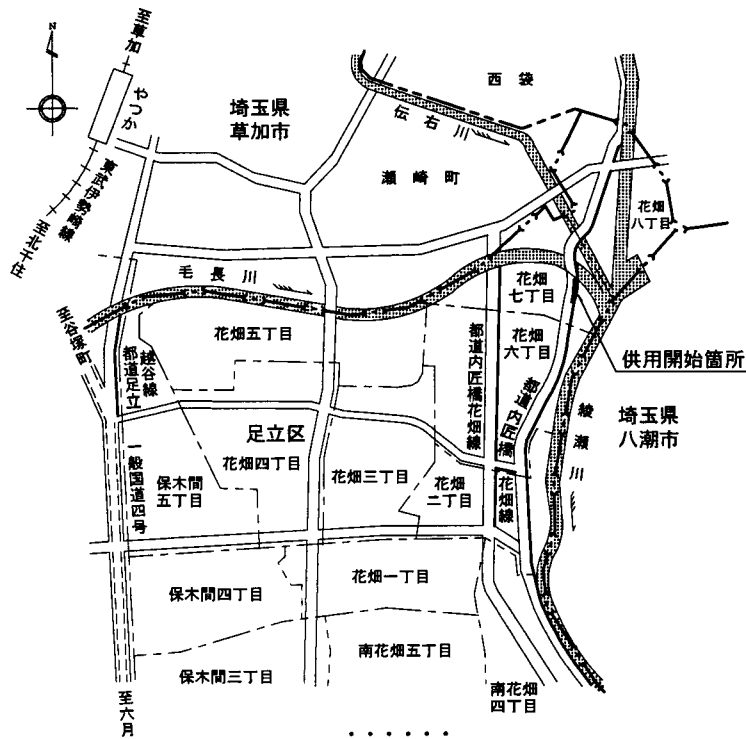 N
至草加
やつか
東武伊勢崎線
至北千住
埼玉県
草加市
西袋
伝右川
瀬崎町
花畑
八丁目
毛長川
花畑
七丁目
至谷塚町
花畑五丁目
花畑
六丁目
供用開始箇所
都道足立
越谷線
都道内匠橋花畑線
都道内匠橋
花畑線
綾瀬川
埼玉県
八潮市
足立区
花畑四丁目
花畑三丁目
花畑
二丁目
保木間
五丁目
一般国道四号
花畑一丁目
保木間四丁目
南花畑五丁目
保木間三丁目
南花畑
四丁目
至六月